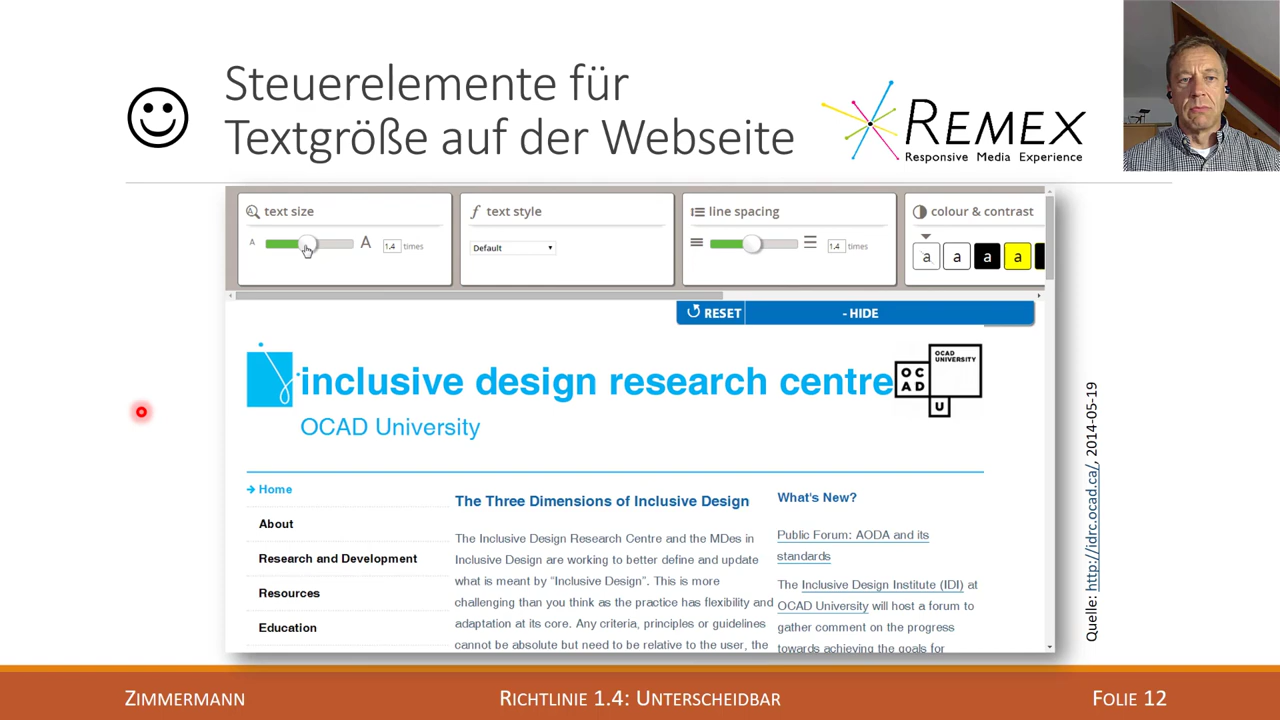 Steuerelemente für
Textgröße auf der Webseite
REMEX
Responsive Media Experience
text size
A A 1,4 times
text style
Default
line spacing
1,4 times
colour & contrast
a a a a
RESET
- HIDE
inclusive design research centre
OCAD University
OCAD
UNIVERSITY
OC
AD
U
Home
About
Research and Development
Resources
Education
The Three Dimensions of Inclusive Design
The Inclusive Design Research Centre and the MDes in
Inclusive Design are working to better define and update
what is meant by “Inclusive Design”. This is more
challenging than you think as the practice has flexibility and
adaptation at its core. Any criteria, principles or guidelines
cannot be absolute but need to be relative to the user, the
What's New?
Public Forum: AODA and its
standards
The Inclusive Design Institute (IDI) at
OCAD University will host a forum to
gather comment on the progress
towards achieving the goals for
Quelle: http://idrc.ocad.ca/, 2014-05-19
ZIMMERMANN
RICHTLINIE 1.4: UNTERSCHEIDBAR
FOLIE 12